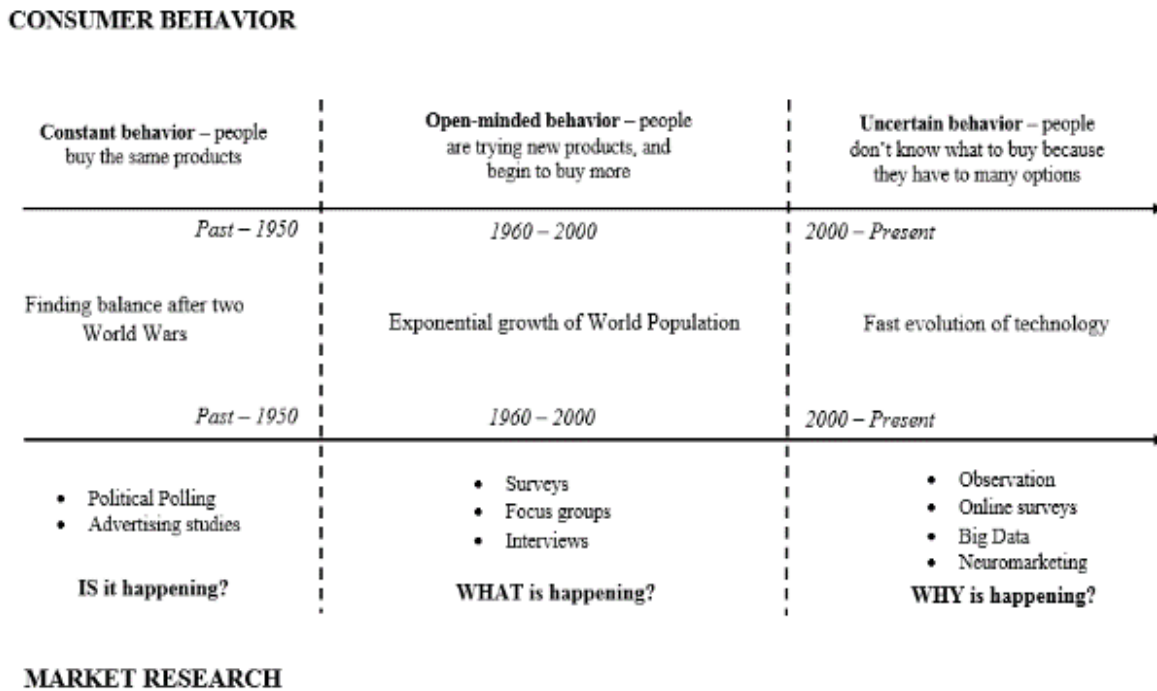 CONSUMER BEHAVIOR
Constant behavior – people
buy the same products
Open-minded behavior – people
are trying new products, and
begin to buy more
Uncertain behavior – people
don't know what to buy because
they have to many options
Past – 1950
1960 – 2000
2000 – Present
Finding balance after two
World Wars
Exponential growth of World Population
Fast evolution of technology
Past – 1950
1960 – 2000
2000 – Present
• Political Polling
• Advertising studies
IS it happening?
• Surveys
• Focus groups
• Interviews
WHAT is happening?
• Observation
• Online surveys
• Big Data
• Neuromarketing
WHY is happening?
MARKET RESEARCH